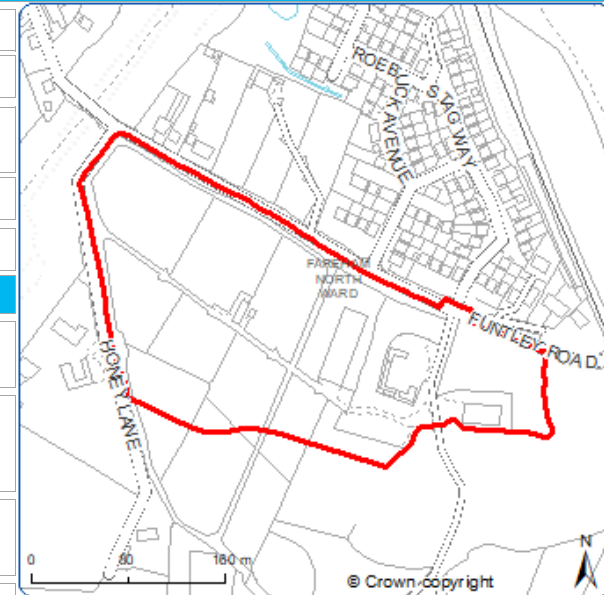 ROEBUCK AVENUE
STAG WAY
FAREHAM
NORTH
WARD
FUNTLEY ROAD
HONEY LANE
0 80 160 m
© Crown copyright
N